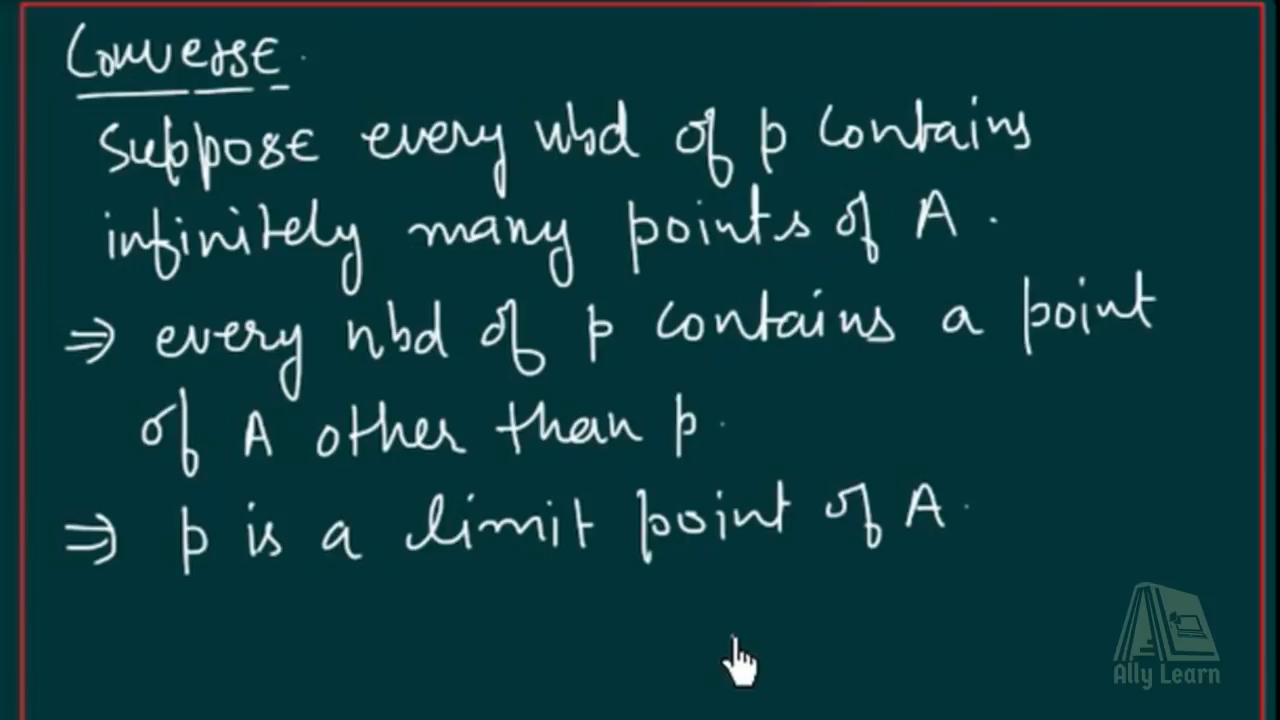 Converse.
Suppose every nbd of p contains
infinitely many points of A.
⇒ every nbd of p contains a point
of A other than p.
⇒ p is a limit point of A.
Ally Learn